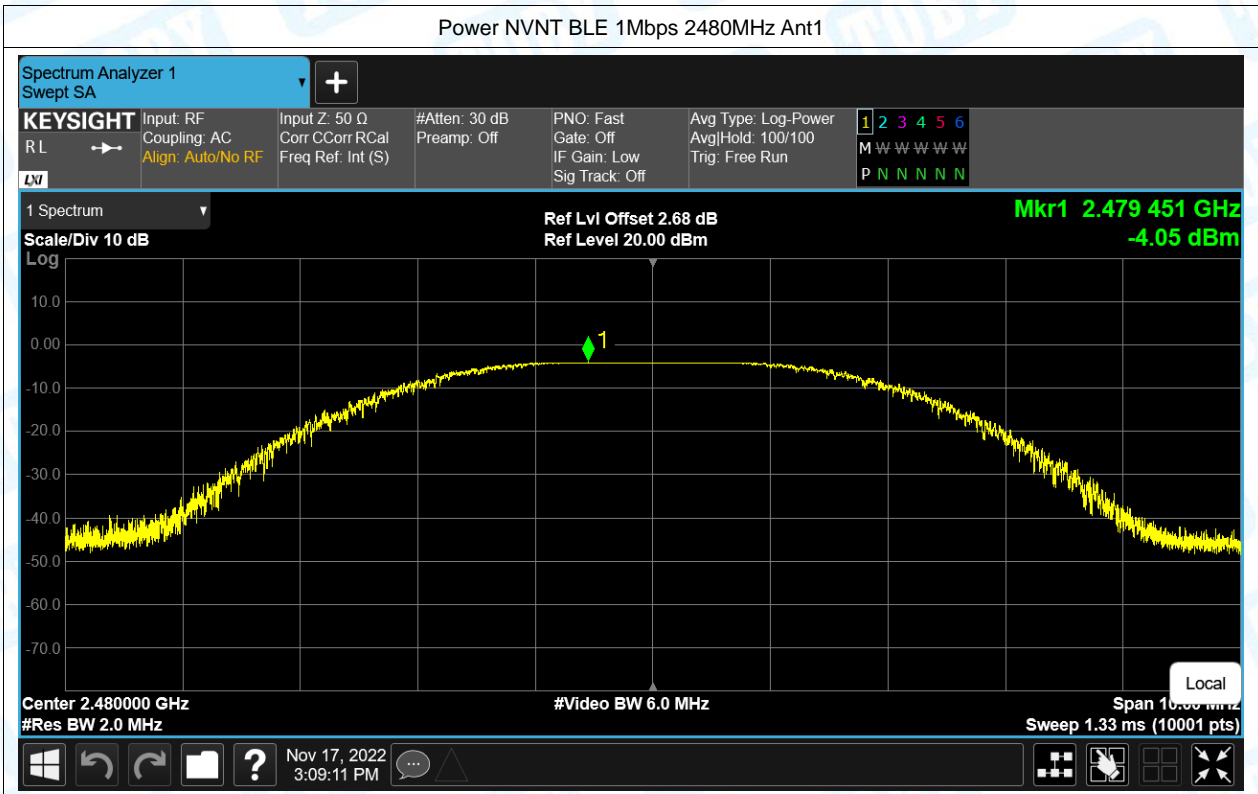 Power NVNT BLE 1Mbps 2480MHz Ant1
Spectrum Analyzer 1
Swept SA
KEYSIGHT
RL
LXI
Input: RF
Coupling: AC
Align: Auto/No RF
Input Z: 50 Ω
Corr CCorr RCal
Freq Ref: Int (S)
#Atten: 30 dB
Preamp: Off
PNO: Fast
Gate: Off
IF Gain: Low
Sig Track: Off
Avg Type: Log-Power
Avg|Hold: 100/100
Trig: Free Run
1 2 3 4 5 6
M W W W W W W
P N N N N N N
1 Spectrum
Scale/Div 10 dB
Ref Lvl Offset 2.68 dB
Ref Level 20.00 dBm
Mkr1 2.479 451 GHz
-4.05 dBm
Log
10.0
0.00
-10.0
-20.0
-30.0
-40.0
-50.0
-60.0
-70.0
1
Local
Center 2.480000 GHz
#Res BW 2.0 MHz
#Video BW 6.0 MHz
Span 10.00 MHz
Sweep 1.33 ms (10001 pts)
?
Nov 17, 2022
3:09:11 PM